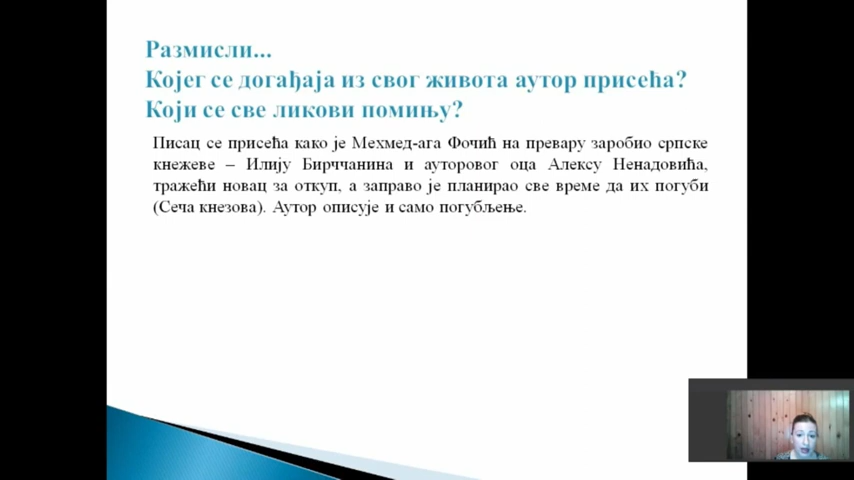 Размисли...
Којег се догађаја из свог живота аутор присећа?
Који се све ликови помињу?
Писац се присећа како је Мехмед-ага Фочић на превару заробио српске
кнежеве – Илију Бирччанина и ауторовог оца Алексу Ненадовића,
тражећи новац за откуп, а заправо је планирао све време да их погуби
(Сеча кнезова). Аутор описује и само погубљење.